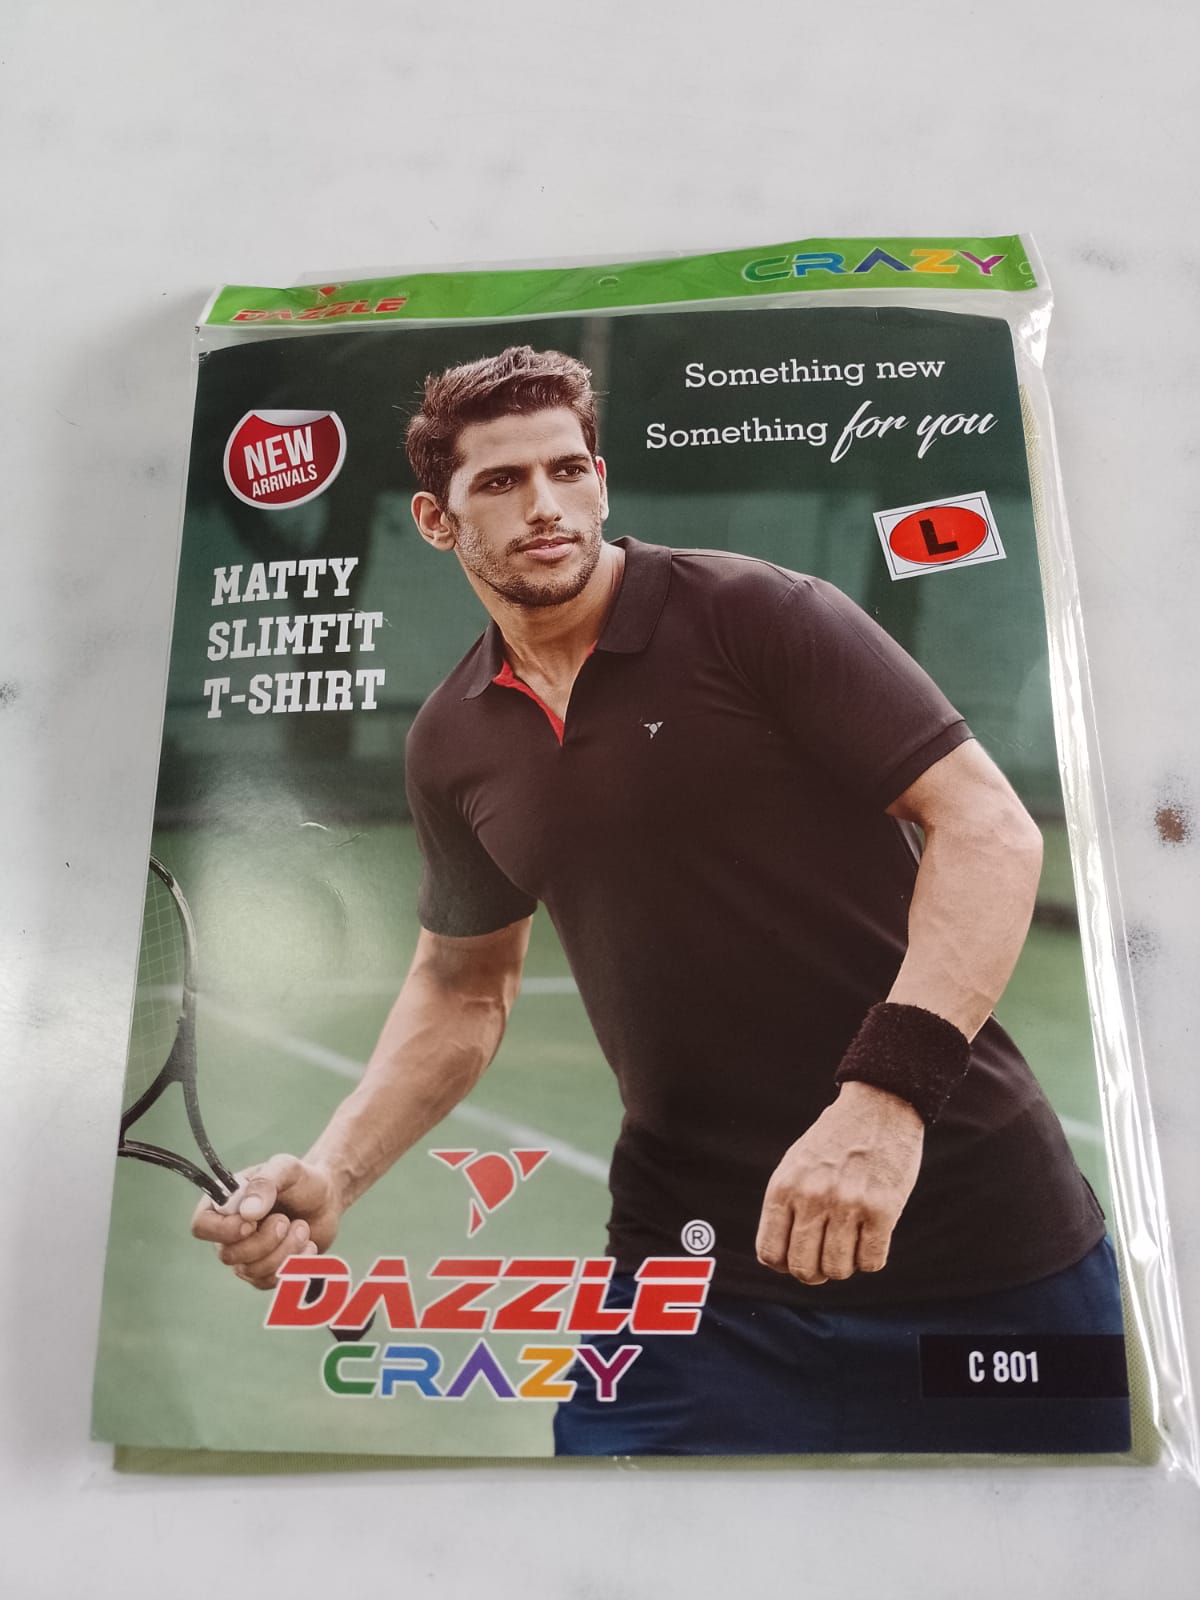 DAZZLE
CRAZY
Something new
Something for you
NEW
ARRIVALS
L
MATTY
SLIMFIT
T-SHIRT
DAZZLE®
CRAZY
C 801